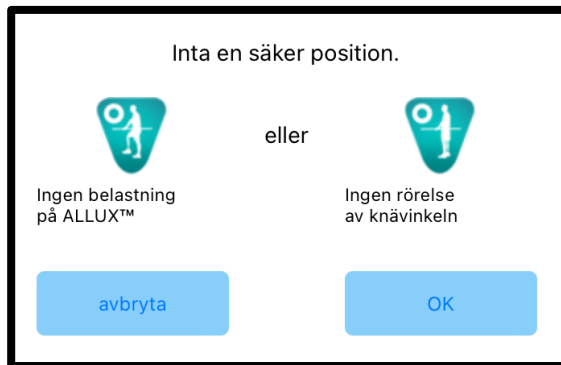 Inta en säker position.
eller
Ingen belastning
på ALLUX™
Ingen rörelse
av knävinkeln
avbryta
OK